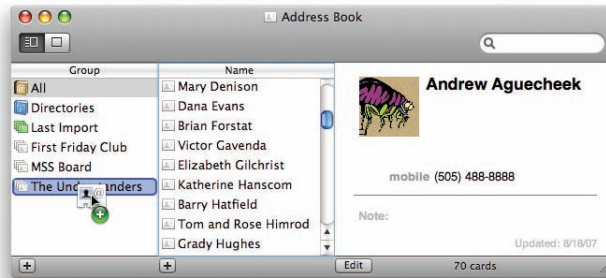 Address Book
Group
Name
All
Directories
Last Import
First Friday Club
MSS Board
The Understanders
Mary Denison
Dana Evans
Brian Forstat
Victor Gavenda
Elizabeth Gilchrist
Katherine Hanscom
Barry Hatfield
Tom and Rose Himrod
Grady Hughes
Andrew Aguecheek
mobile (505) 488-8888
Note:
Updated: 8/18/07
Edit
70 cards